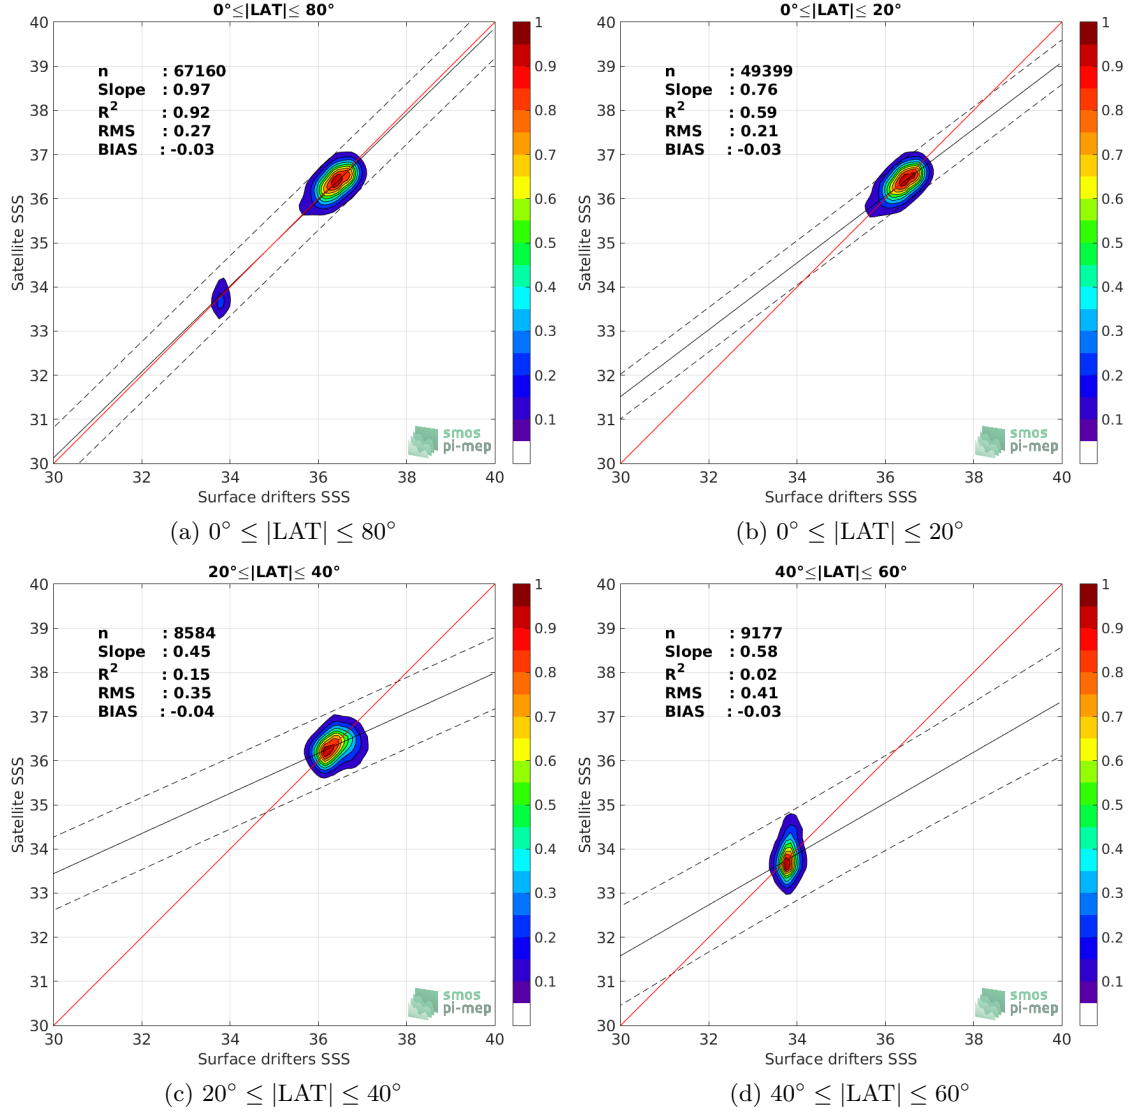 0°≤|LAT|≤ 80°
n : 67160
Slope : 0.97
R2 : 0.92
RMS : 0.27
BIAS : -0.03
40
39
38
37
36
35
34
33
32
31
30
30 32 34 36 38 40
Satellite SSS
Surface drifters SSS
smos
pi-mep
1
0.9
0.8
0.7
0.6
0.5
0.4
0.3
0.2
0.1
(a) 0° ≤ |LAT| ≤ 80°
0°≤|LAT|≤ 20°
n : 49399
Slope : 0.76
R2 : 0.59
RMS : 0.21
BIAS : -0.03
40
39
38
37
36
35
34
33
32
31
30
30 32 34 36 38 40
Satellite SSS
Surface drifters SSS
smos
pi-mep
1
0.9
0.8
0.7
0.6
0.5
0.4
0.3
0.2
0.1
(b) 0° ≤ |LAT| ≤ 20°
20°≤|LAT|≤ 40°
n : 8584
Slope : 0.45
R2 : 0.15
RMS : 0.35
BIAS : -0.04
40
39
38
37
36
35
34
33
32
31
30
30 32 34 36 38 40
Satellite SSS
Surface drifters SSS
smos
pi-mep
1
0.9
0.8
0.7
0.6
0.5
0.4
0.3
0.2
0.1
(c) 20° ≤ |LAT| ≤ 40°
40°≤|LAT|≤ 60°
n : 9177
Slope : 0.58
R2 : 0.02
RMS : 0.41
BIAS : -0.03
40
39
38
37
36
35
34
33
32
31
30
30 32 34 36 38 40
Satellite SSS
Surface drifters SSS
smos
pi-mep
1
0.9
0.8
0.7
0.6
0.5
0.4
0.3
0.2
0.1
(d) 40° ≤ |LAT| ≤ 60°